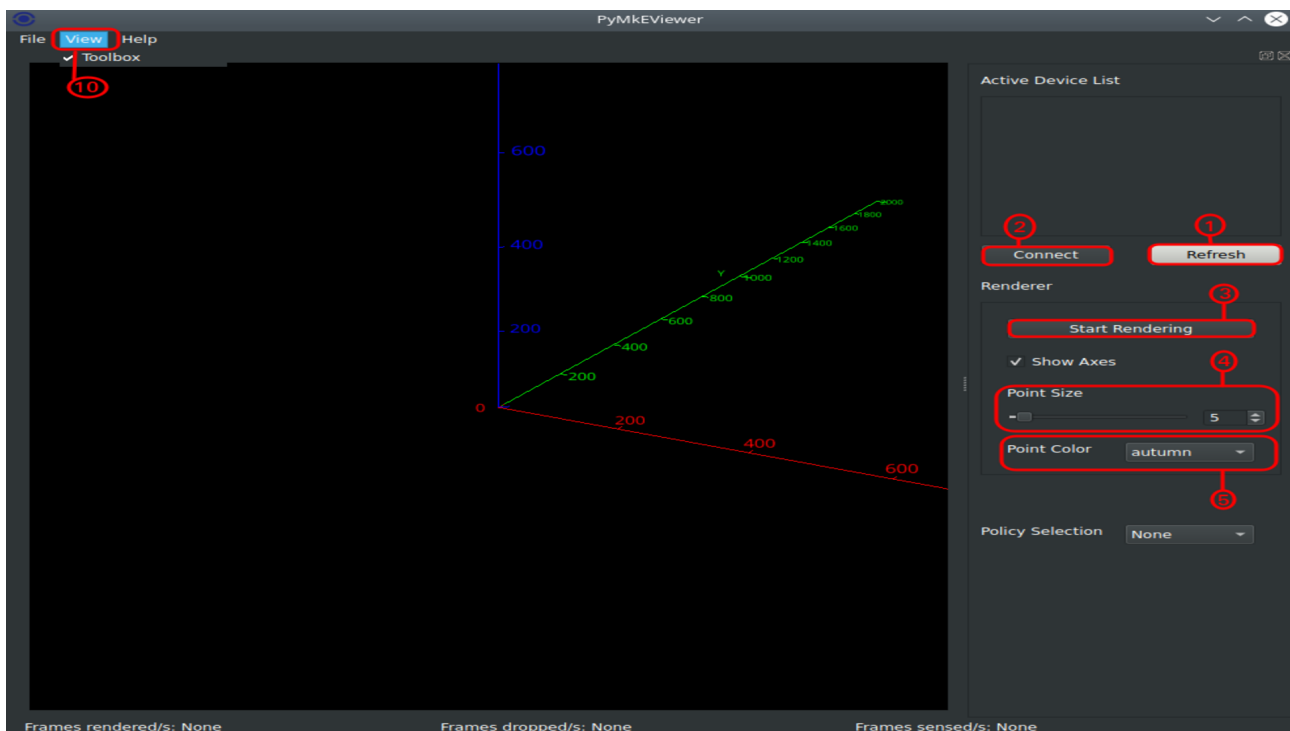 PyMkEViewer
File View Help
Toolbox
10
Active Device List
600
400
200
0
2000
1800
1600
1400
1200
Y
1000
800
600
400
200
200
400
600
2
1
Connect Refresh
Renderer
3
Start Rendering
Show Axes
4
Point Size
5
Point Color autumn
5
Policy Selection None
Frames rendered/s: None Frames dropped/s: None Frames sensed/s: None